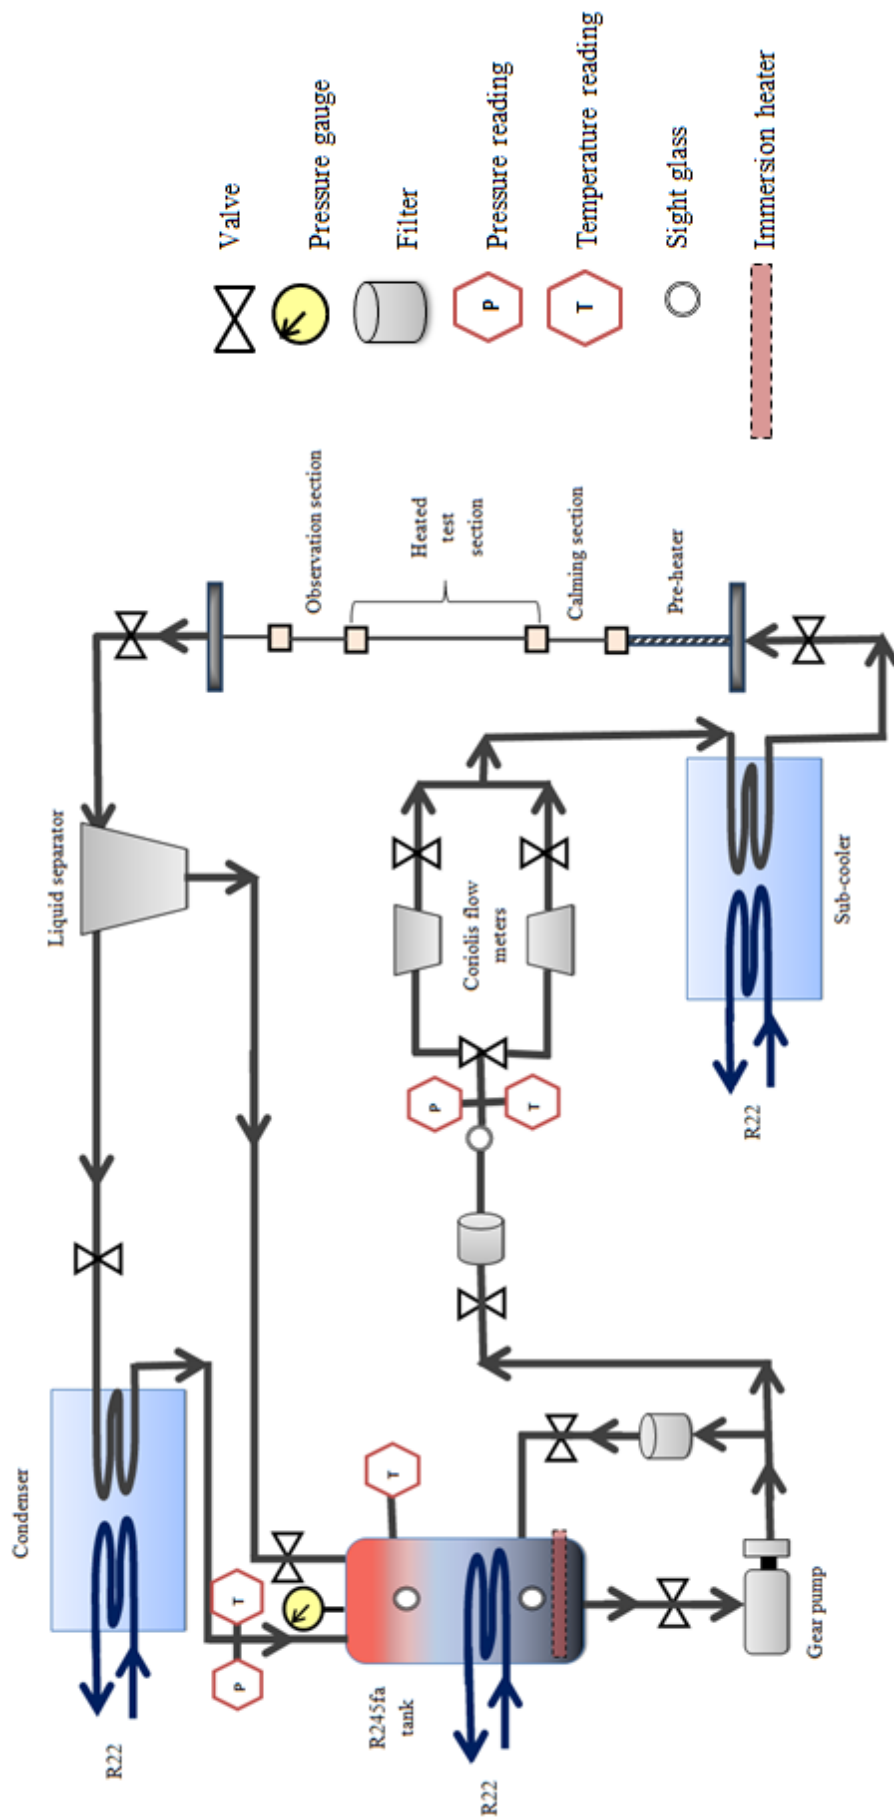 Condenser
R22
Liquid separator
P
T
R245fa
tank
T
R22
Gear pump
P
T
Coriolis flow
meters
Sub-cooler
R22
Observation section
Heated
test
section
Calming section
Pre-heater
Valve
Pressure gauge
Filter
P
Pressure reading
T
Temperature reading
Sight glass
Immersion heater